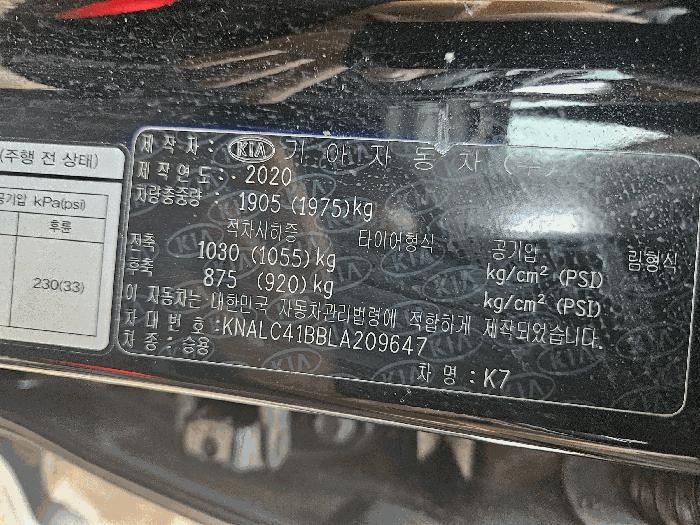 (주행 전 상태)
공기압 kPa(psi)
후륜
230(33)
제 작 자 : KIA 기 아 자 동 차 (주)
제 작 연 도 : 2020
차량총중량 : 1905 (1975)kg
적차시하중 타이어형식 공기압 림형식
전축 1030 (1055)kg kg/cm² (PSI)
후축 875 (920)kg kg/cm² (PSI)
이 자동차는 대한민국 자동차관리법령에 적합하게 제작되었습니다.
차 대 번 호 :KNALC41BBLA209647
차 종 : 승용
차 명 : K7